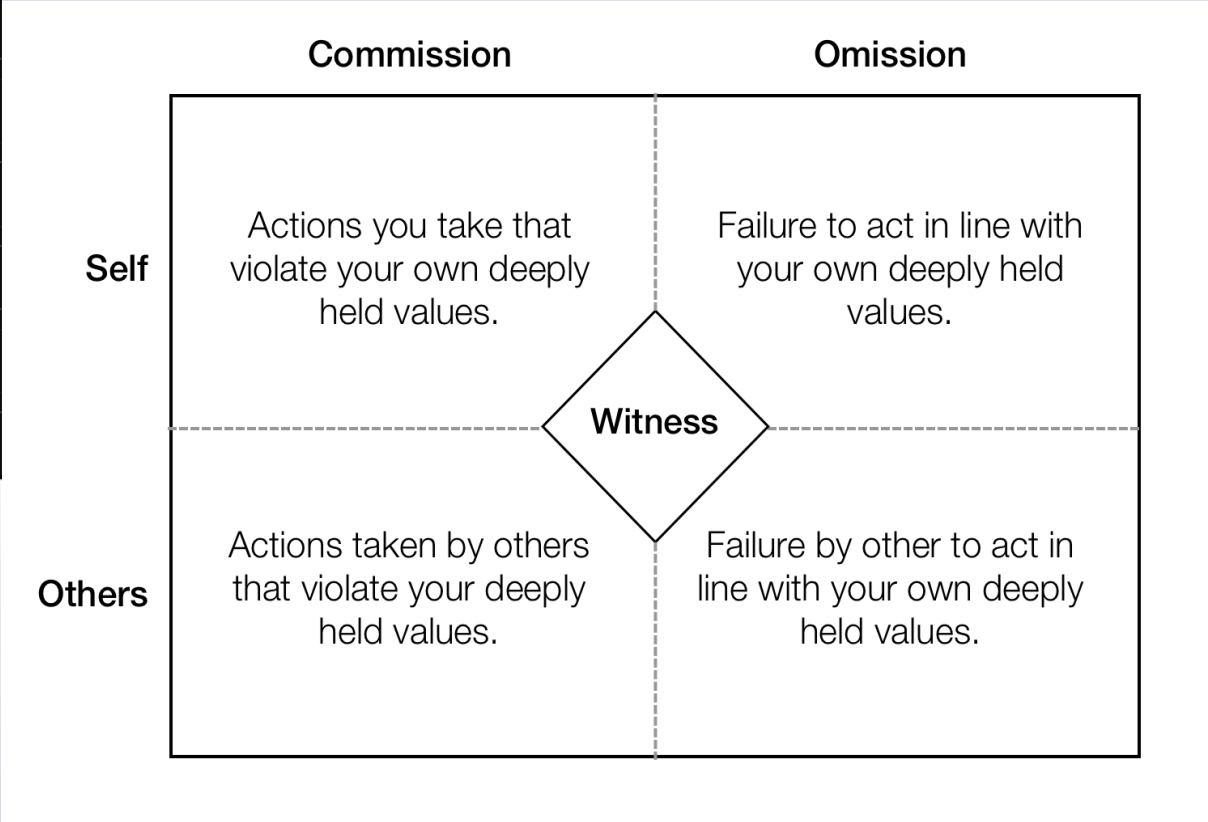 Commission
Omission
Self
Actions you take that
violate your own deeply
held values.
Failure to act in line with
your own deeply held
values.
Witness
Others
Actions taken by others
that violate your deeply
held values.
Failure by other to act in
line with your own deeply
held values.